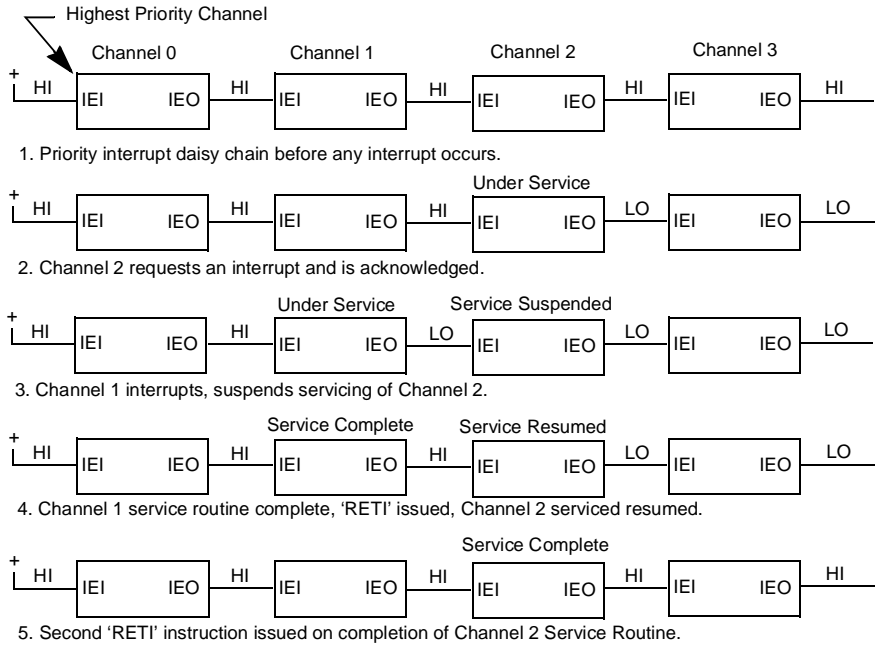 Highest Priority Channel
Channel 0 Channel 1 Channel 2 Channel 3
+ HI IEI IEO HI IEI IEO HI IEI IEO HI IEI IEO HI
1. Priority interrupt daisy chain before any interrupt occurs.
Under Service
+ HI IEI IEO HI IEI IEO HI IEI IEO LO IEI IEO LO
2. Channel 2 requests an interrupt and is acknowledged.
Under Service Service Suspended
+ HI IEI IEO HI IEI IEO LO IEI IEO LO IEI IEO LO
3. Channel 1 interrupts, suspends servicing of Channel 2.
Service Complete Service Resumed
+ HI IEI IEO HI IEI IEO HI IEI IEO LO IEI IEO LO
4. Channel 1 service routine complete, ‘RETI’ issued, Channel 2 serviced resumed.
Service Complete
+ HI IEI IEO HI IEI IEO HI IEI IEO HI IEI IEO HI
5. Second ‘RETI’ instruction issued on completion of Channel 2 Service Routine.